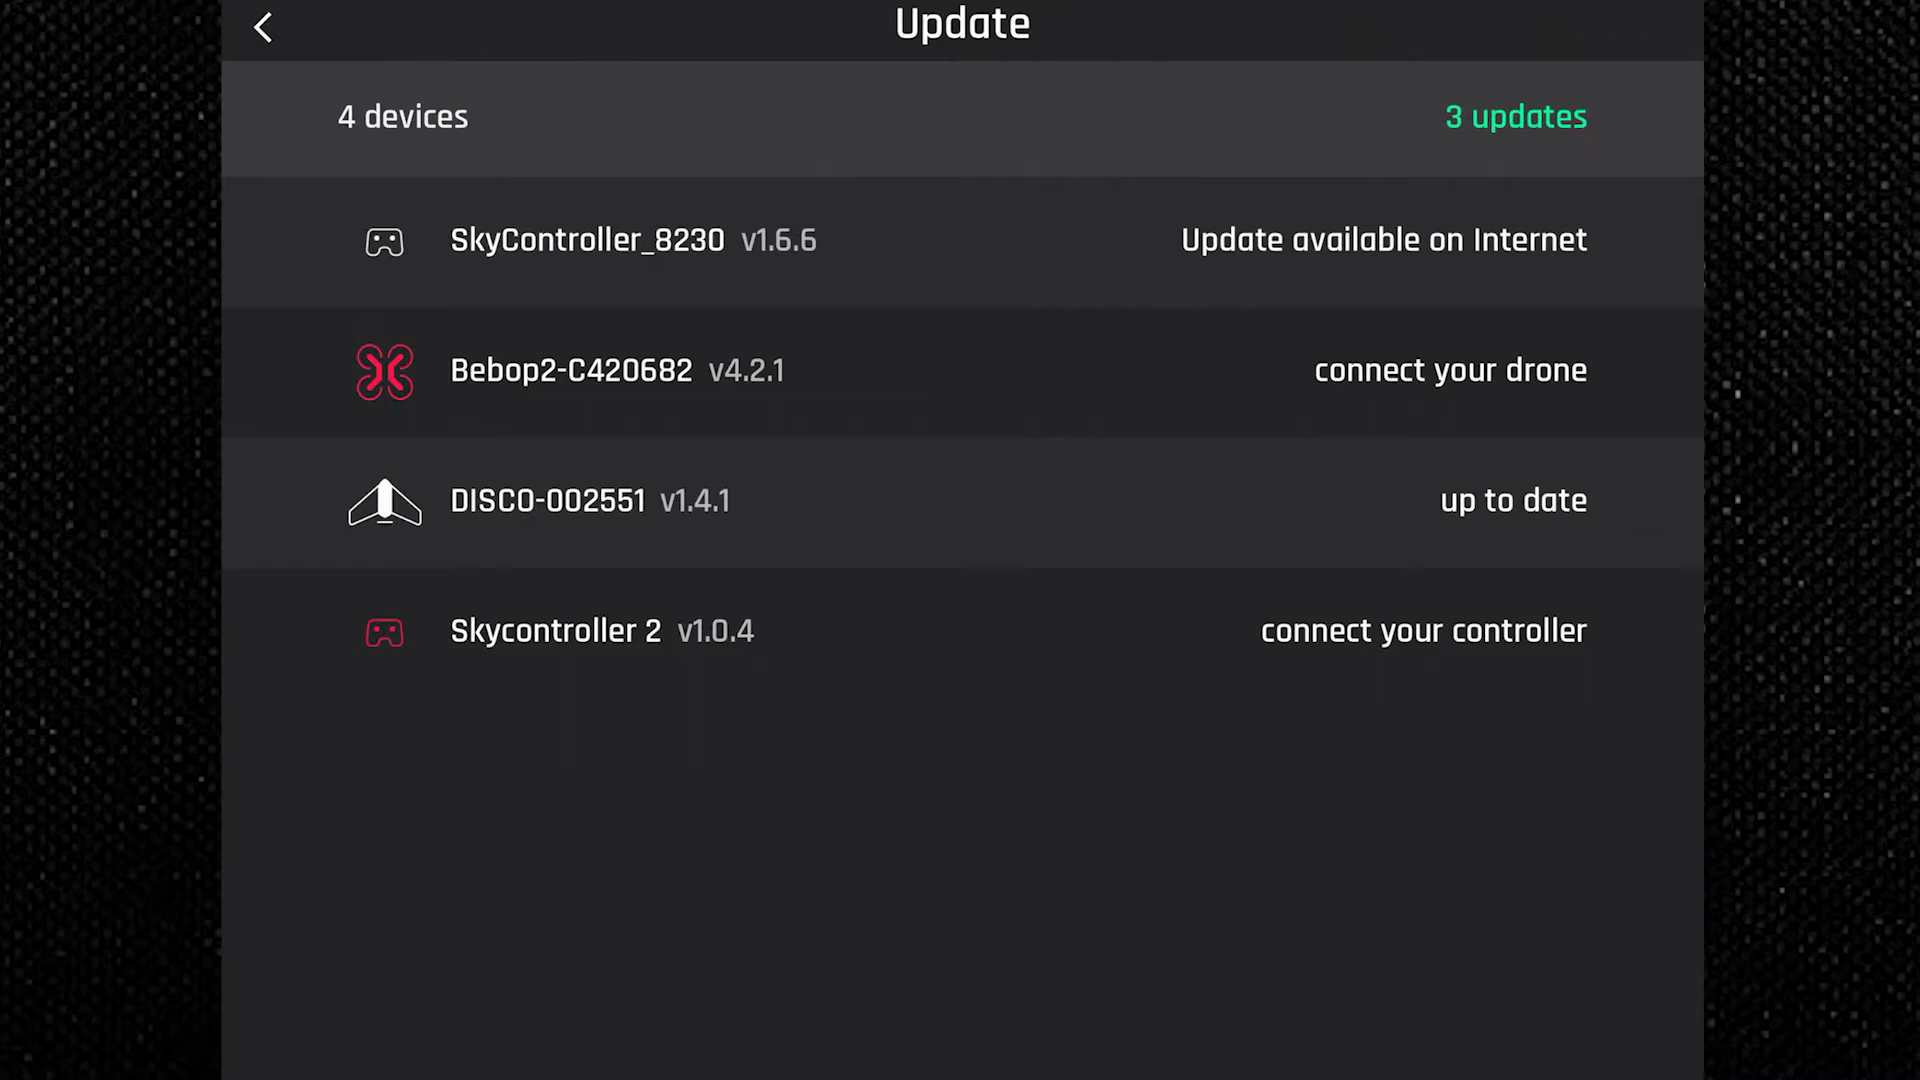 Update
4 devices 3 updates
SkyController_8230 v1.6.6 Update available on Internet
Bebop2-C420682 v4.2.1 connect your drone
DISCO-002551 v1.4.1 up to date
Skycontroller 2 v1.0.4 connect your controller